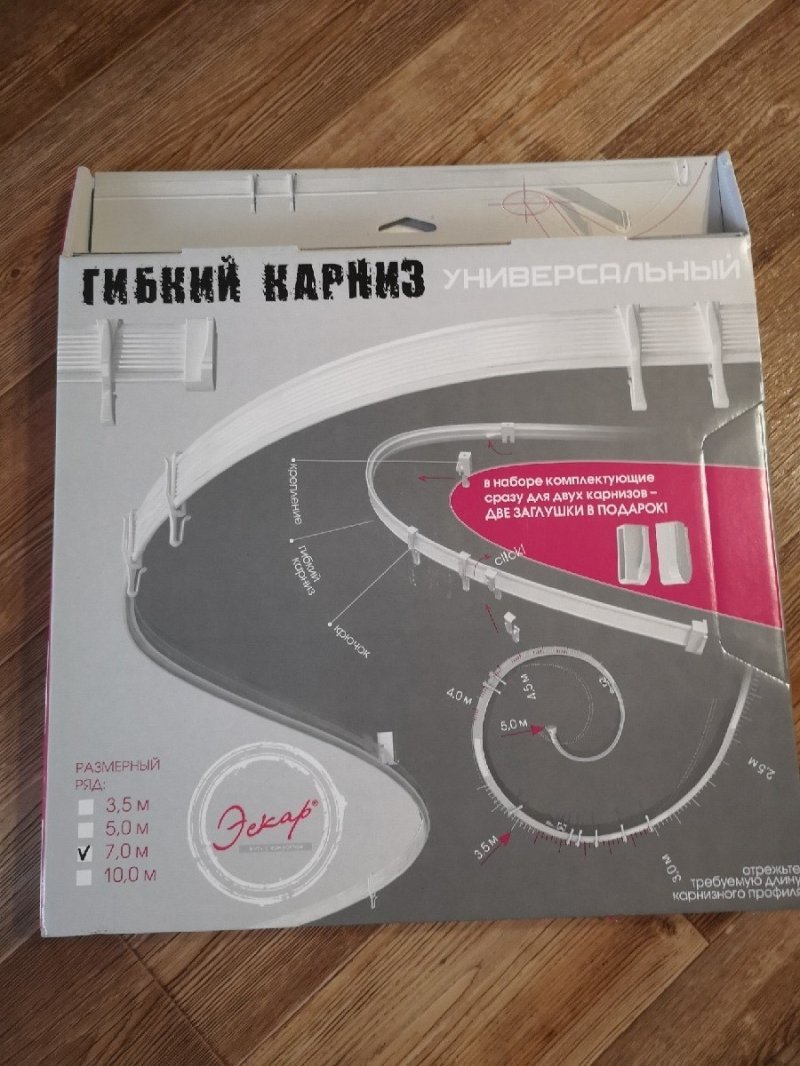 ГИБКИЙ КАРНИЗ УНИВЕРСАЛЬНЫЙ
в наборе комплектующие
сразу для двух карнизов –
ДВЕ ЗАГЛУШКИ В ПОДАРОК!
крепление
гибкий
карниз
крючок
click!
4,0 м
4,5 м
5,0 м
3,5 м
3,0 м
2,5 м
РАЗМЕРНЫЙ
РЯД:
3,5 м
5,0 м
7,0 м
10,0 м
Эскар®
отрежьте
требуемую длину
карнизного профиля